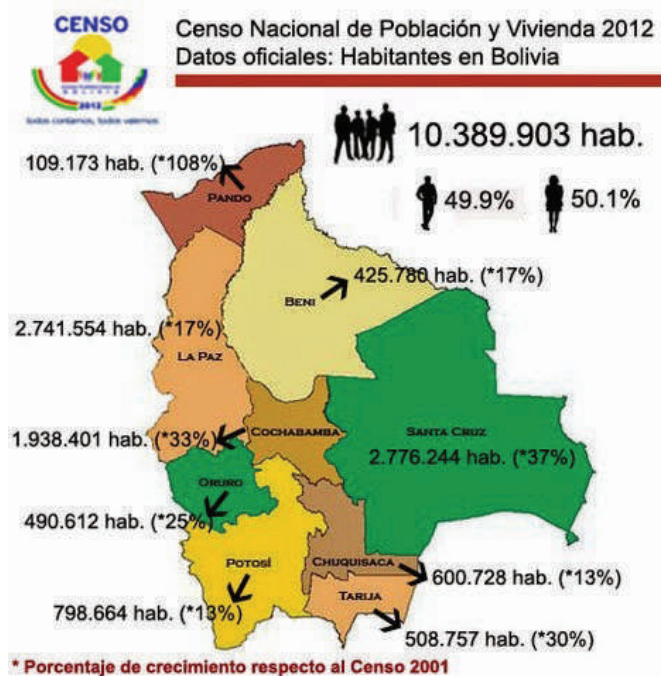 CENSO
BOLIVIA
2012
todos contamos, todos valemos
Censo Nacional de Población y Vivienda 2012
Datos oficiales: Habitantes en Bolivia
10.389.903 hab.
49.9%
50.1%
109.173 hab. (*108%)
PANDO
425.780 hab. (*17%)
BENI
2.741.554 hab. (*17%)
LA PAZ
1.938.401 hab. (*33%)
COCHABAMBA
SANTA CRUZ
2.776.244 hab. (*37%)
ORURO
490.612 hab. (*25%)
POTOSÍ
798.664 hab. (*13%)
CHUQUISACA
600.728 hab. (*13%)
TARIJA
508.757 hab. (*30%)
* Porcentaje de crecimiento respecto al Censo 2001